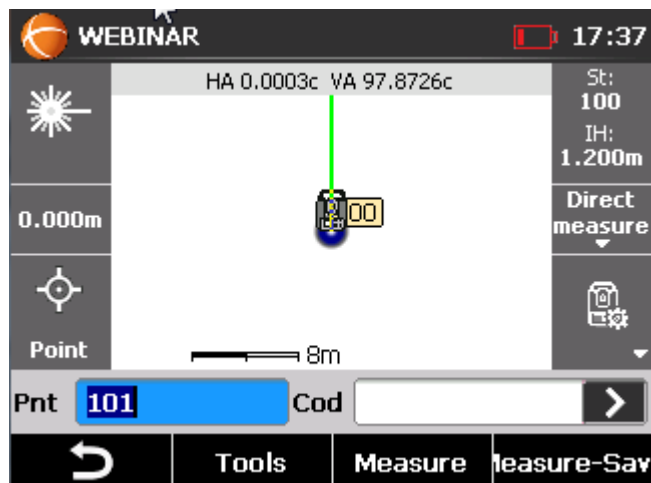 WEBINAR 17:37
HA 0.0003c VA 97.8726c
St:
100
IH:
1.200m
0.000m
Direct
measure
00
Point
8m
Pnt 101 Cod
Tools Measure Measure-Sav